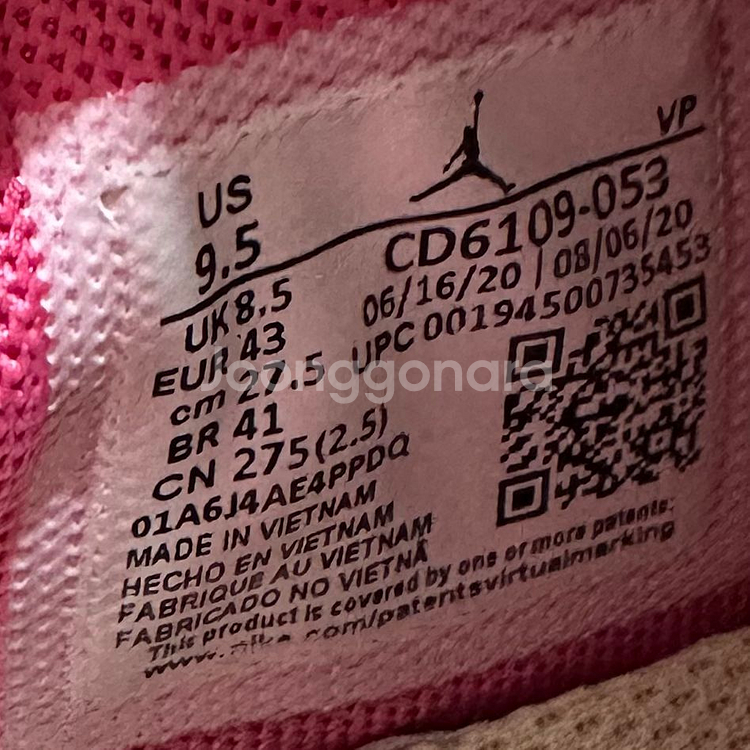 VP
US
9.5
CD6109-053
06/16/20 | 08/06/20
UPC 00194500735453
UK 8.5
EUR 43
cm 27.5
BR 41
CN 275(2.5)
01A6J4AE4PPDQ
MADE IN VIETNAM
HECHO EN VIETNAM
FABRIQUE AU VIETNAM
FABRICADO NO VIETNÃ
This product is covered by one or more patents:
www.nike.com/patentsvirtualmarking
Joonggonara